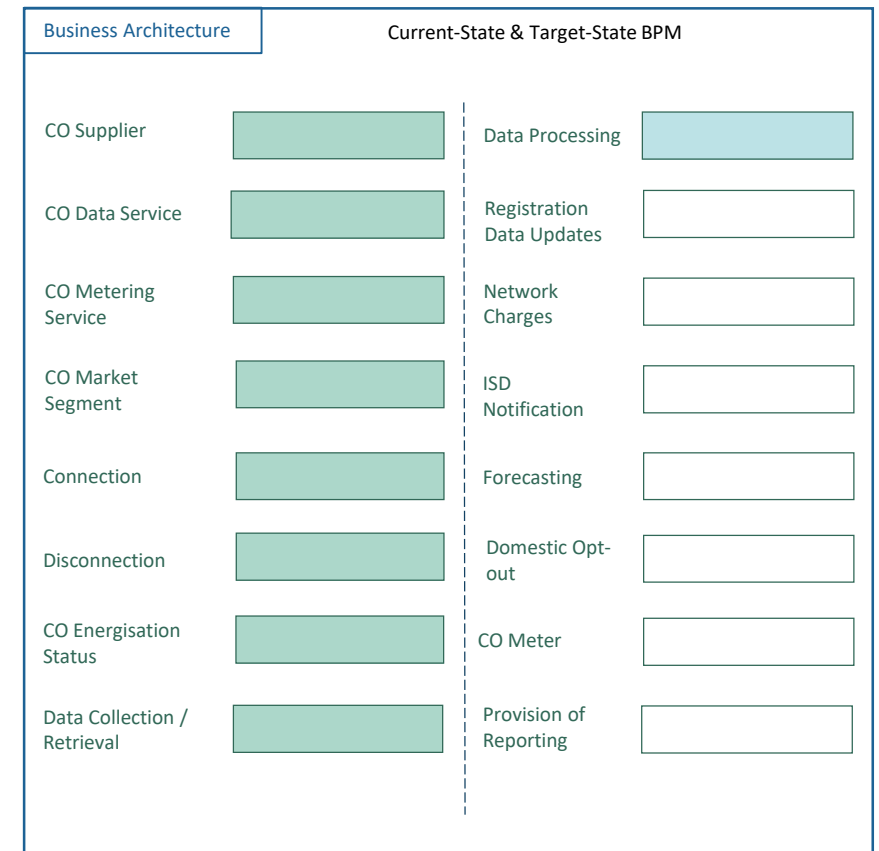 Business Architecture
Current-State & Target-State BPM
CO Supplier
CO Data Service
CO Metering
Service
CO Market
Segment
Connection
Disconnection
CO Energisation
Status
Data Collection /
Retrieval
Data Processing
Registration
Data Updates
Network
Charges
ISD
Notification
Forecasting
Domestic Opt-
out
CO Meter
Provision of
Reporting